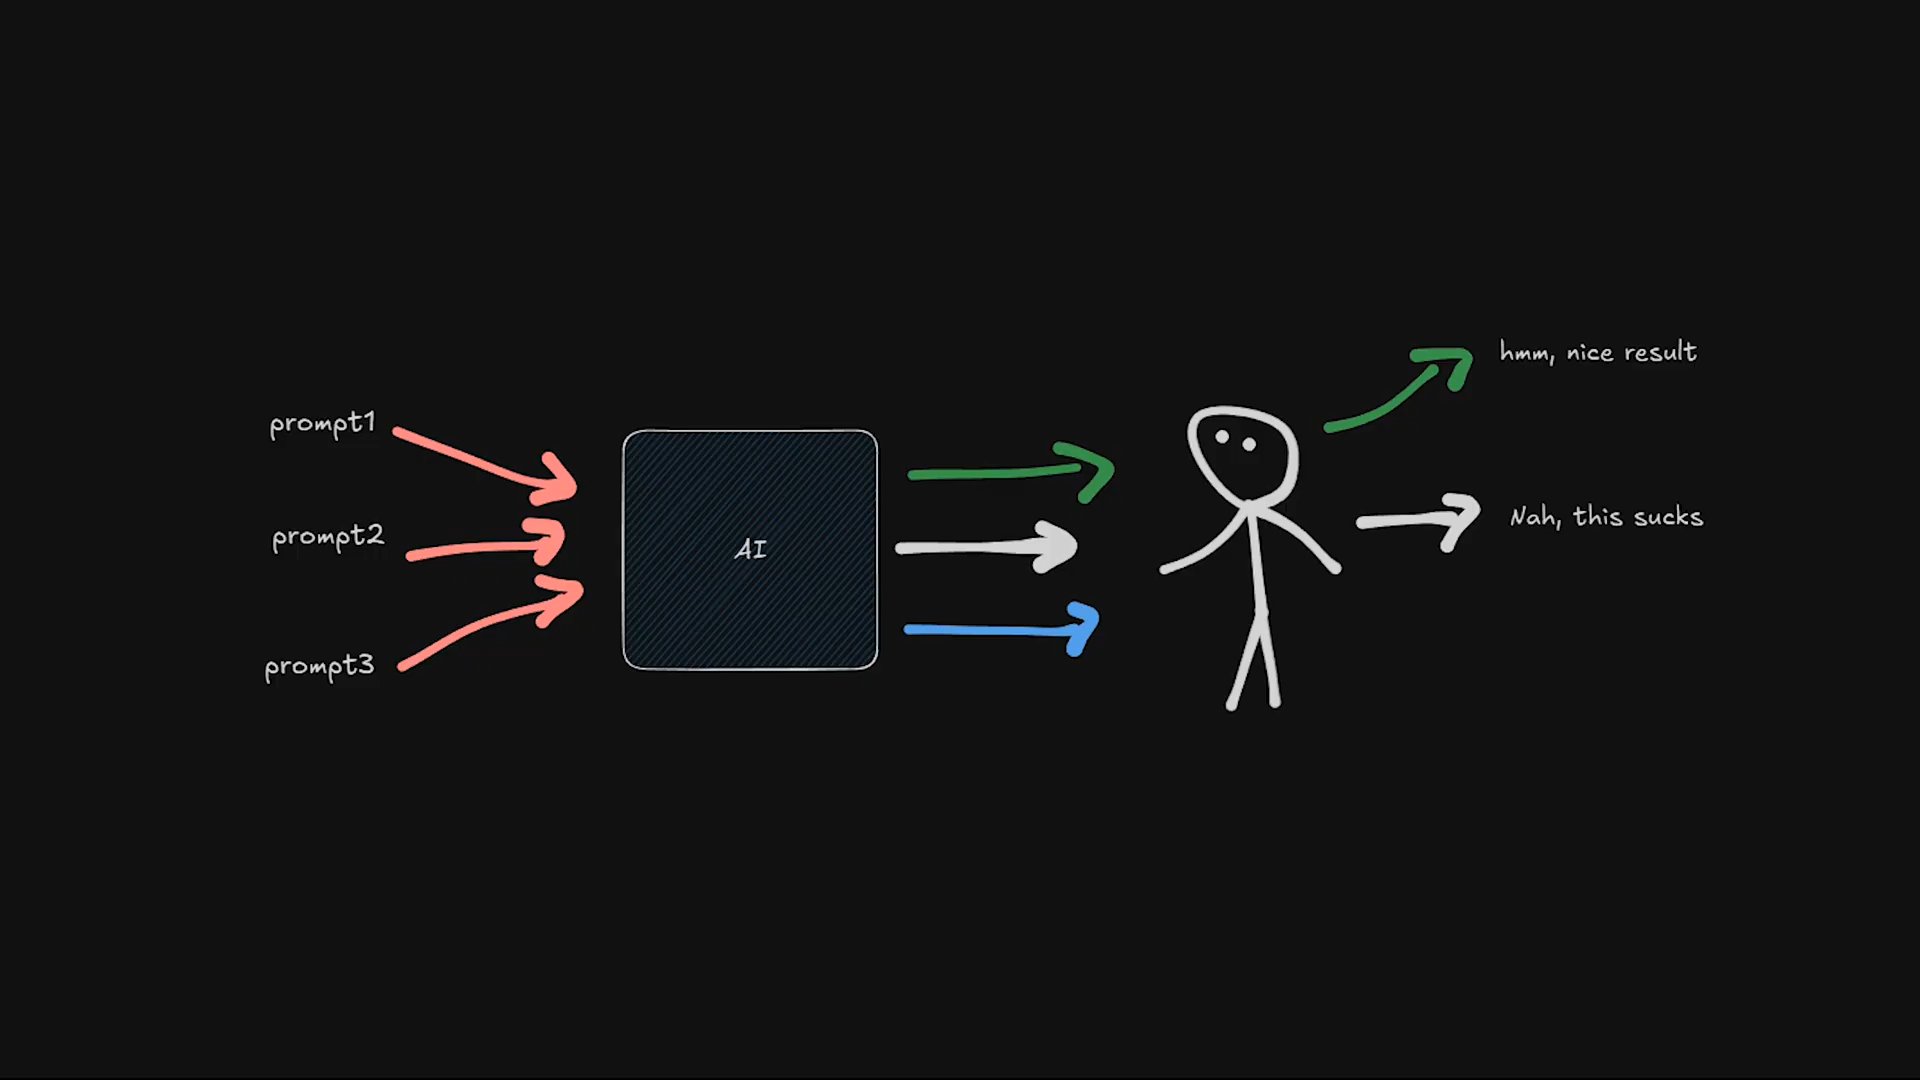 prompt1
prompt2
prompt3
AI
hmm, nice result
Nah, this sucks